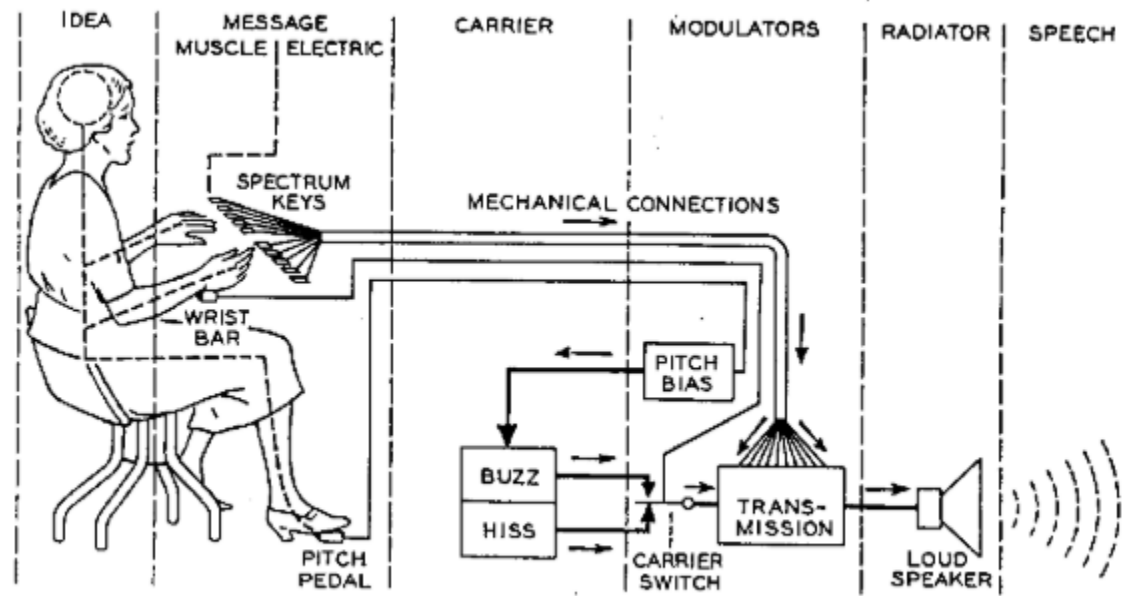 IDEA
MESSAGE
MUSCLE ELECTRIC
CARRIER
MODULATORS
RADIATOR
SPEECH
SPECTRUM
KEYS
MECHANICAL CONNECTIONS
WRIST
BAR
PITCH
BIAS
BUZZ
HISS
TRANS-
MISSION
CARRIER
SWITCH
LOUD
SPEAKER
PITCH
PEDAL